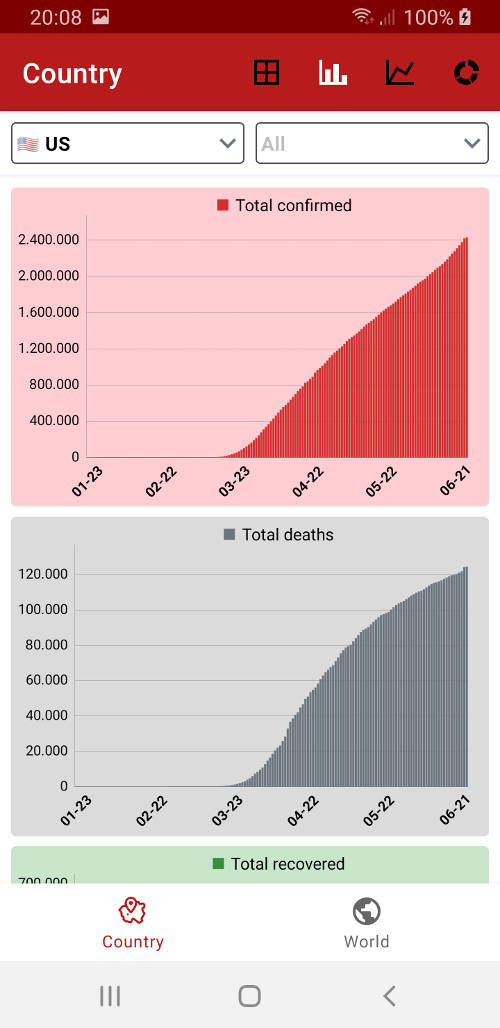 20:08 100%
Country
US All
Total confirmed
2.400.000
2.000.000
1.600.000
1.200.000
800.000
400.000
0
01-23 02-22 03-23 04-22 05-22 06-21
Total deaths
120.000
100.000
80.000
60.000
40.000
20.000
0
01-23 02-22 03-23 04-22 05-22 06-21
Total recovered
700.000
Country World